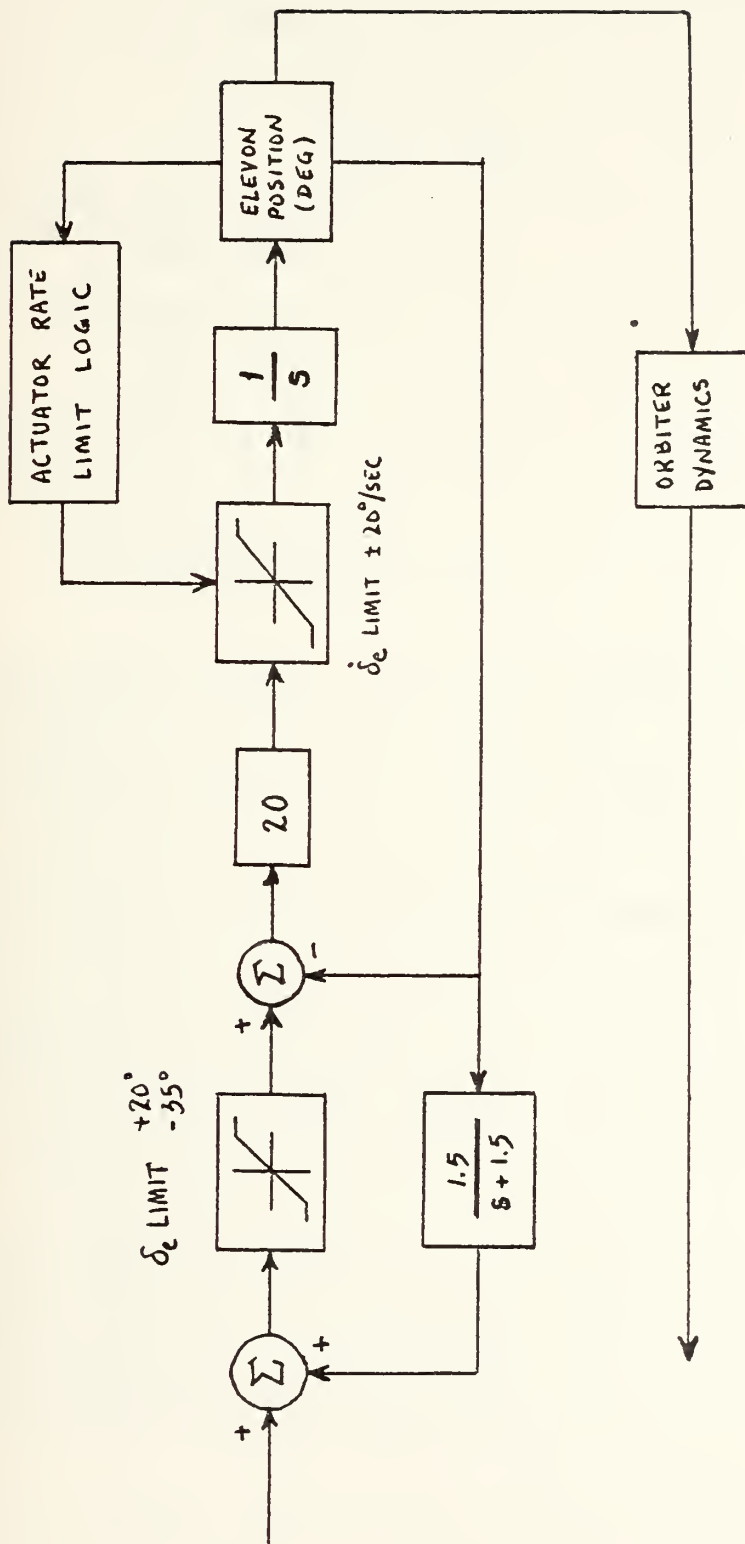 ACTUATOR RATE
LIMIT LOGIC
δe LIMIT +20°
-35°
+
Σ
+
+
Σ
-
20
δ̇e LIMIT ± 20°/SEC
1
s
ELEVON
POSITION
(DEG)
1.5
s + 1.5
ORBITER
DYNAMICS